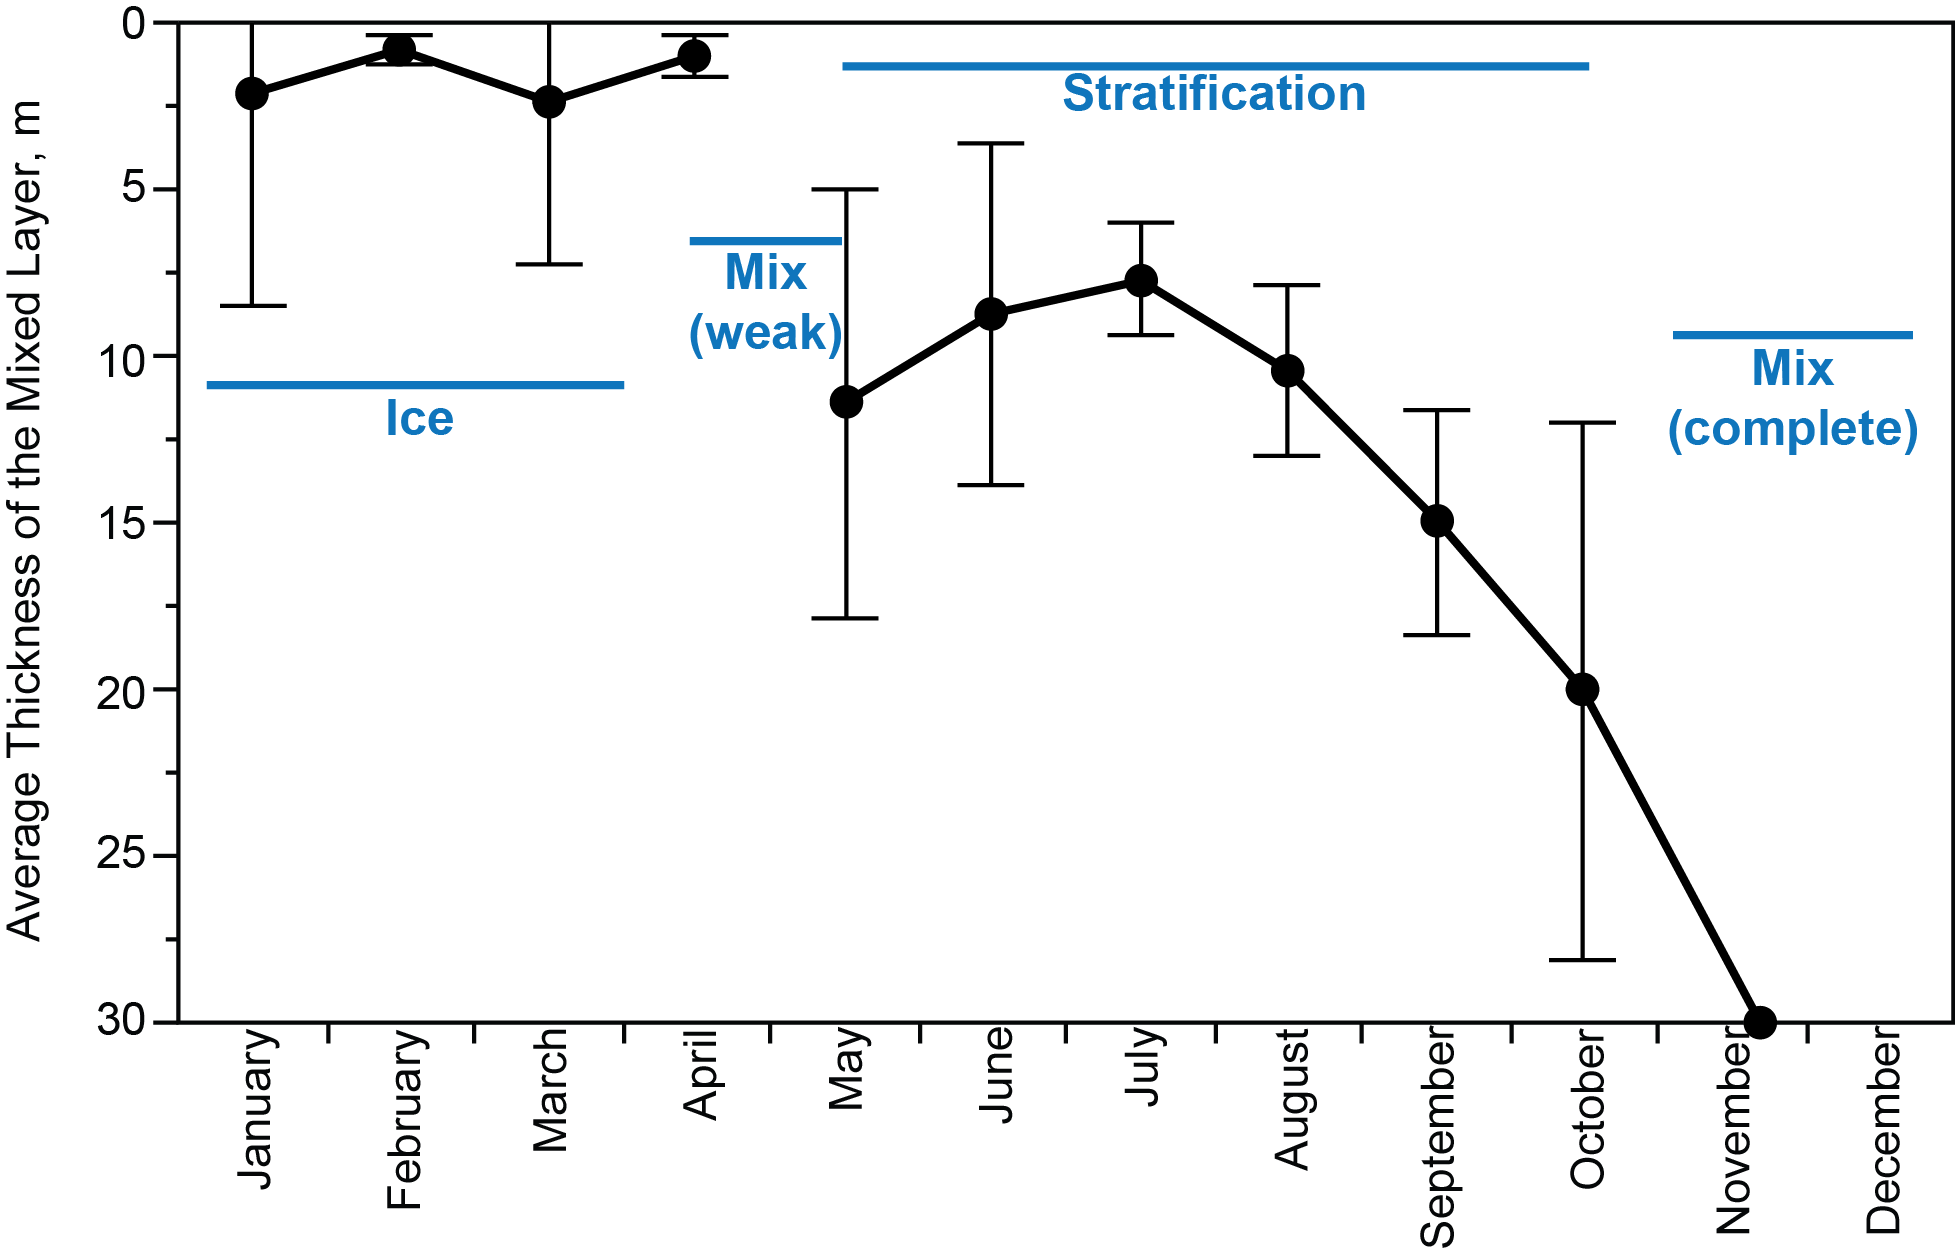 Average Thickness of the Mixed Layer, m
0
5
10
15
20
25
30
Stratification
Mix
(weak)
Ice
Mix
(complete)
January
February
March
April
May
June
July
August
September
October
November
December